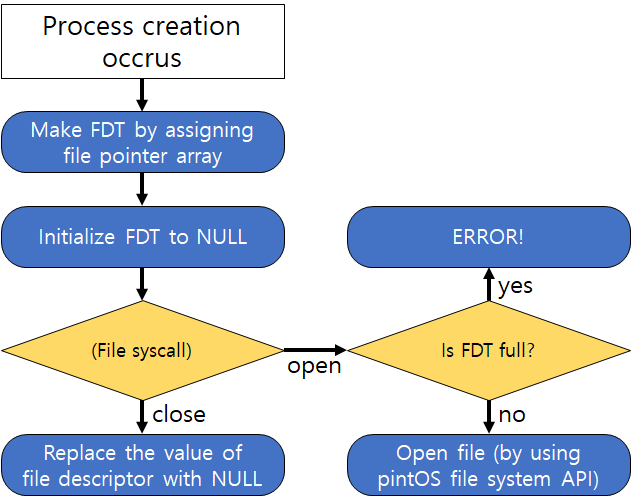 Process creation
occrus
Make FDT by assigning
file pointer array
Initialize FDT to NULL
ERROR!
yes
(File syscall)
open
Is FDT full?
close
no
Replace the value of
file descriptor with NULL
Open file (by using
pintOS file system API)